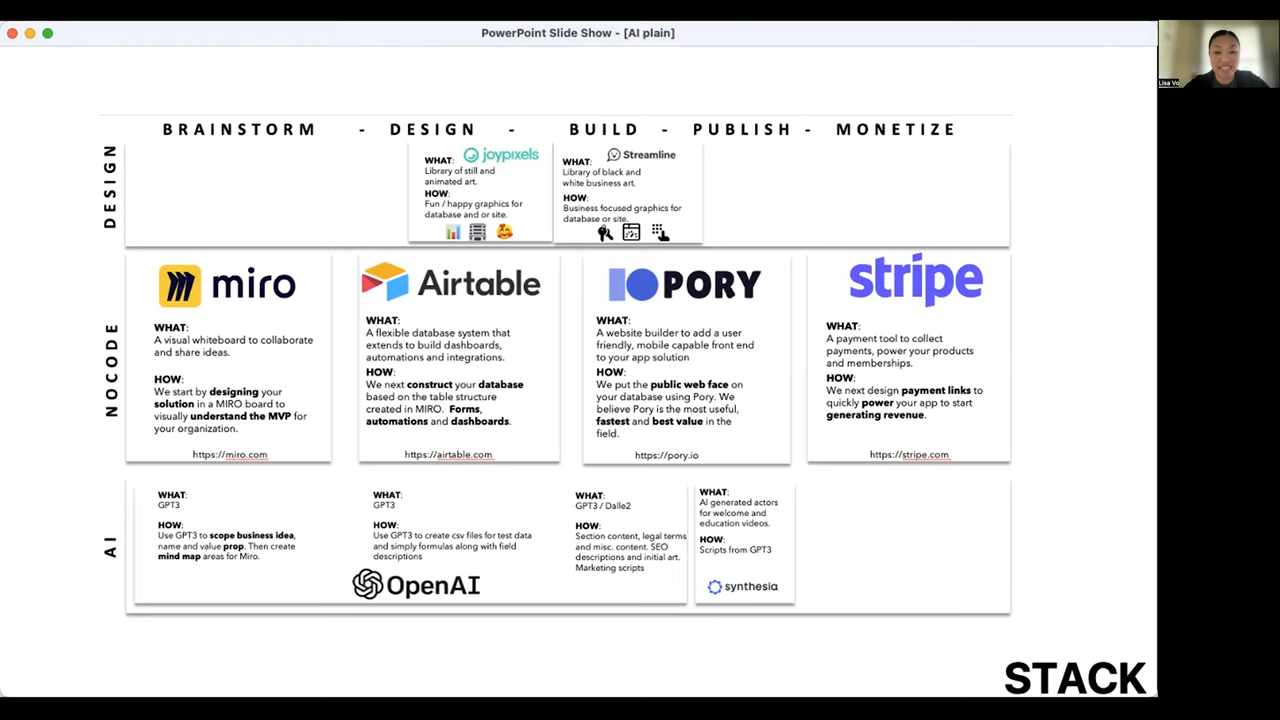 PowerPoint Slide Show - [AI plain]
Lisa Vo
BRAINSTORM - DESIGN - BUILD - PUBLISH - MONETIZE
DESIGN
joypixels
WHAT:
Library of still and
animated art.
HOW:
Fun / happy graphics for
database and or site.
Streamline
WHAT:
Library of black and
white business art.
HOW:
Business focused graphics for
database or site.
NOCODE
miro
WHAT:
A visual whiteboard to collaborate
and share ideas.
HOW:
We start by designing your
solution in a MIRO board to
visually understand the MVP for
your organization.
https://miro.com
Airtable
WHAT:
A flexible database system that
extends to build dashboards,
automations and integrations.
HOW:
We next construct your database
based on the table structure
created in MIRO. Forms,
automations and dashboards.
https://airtable.com
PORY
WHAT:
A website builder to add a user
friendly, mobile capable front end
to your app solution
HOW:
We put the public web face on
your database using Pory. We
believe Pory is the most useful,
fastest and best value in the
field.
https://pory.io
stripe
WHAT:
A payment tool to collect
payments, power your products
and memberships.
HOW:
We next design payment links to
quickly power your app to start
generating revenue.
https://stripe.com
AI
WHAT:
GPT3
HOW:
Use GPT3 to scope business idea,
name and value prop. Then create
mind map areas for Miro.
WHAT:
GPT3
HOW:
Use GPT3 to create csv files for test data
and simply formulas along with field
descriptions
OpenAI
WHAT:
GPT3 / Dalle2
HOW:
Section content, legal terms
and misc. content. SEO
descriptions and initial art.
Marketing scripts
WHAT:
AI generated actors
for welcome and
education videos.
HOW:
Scripts from GPT3
synthesia
STACK